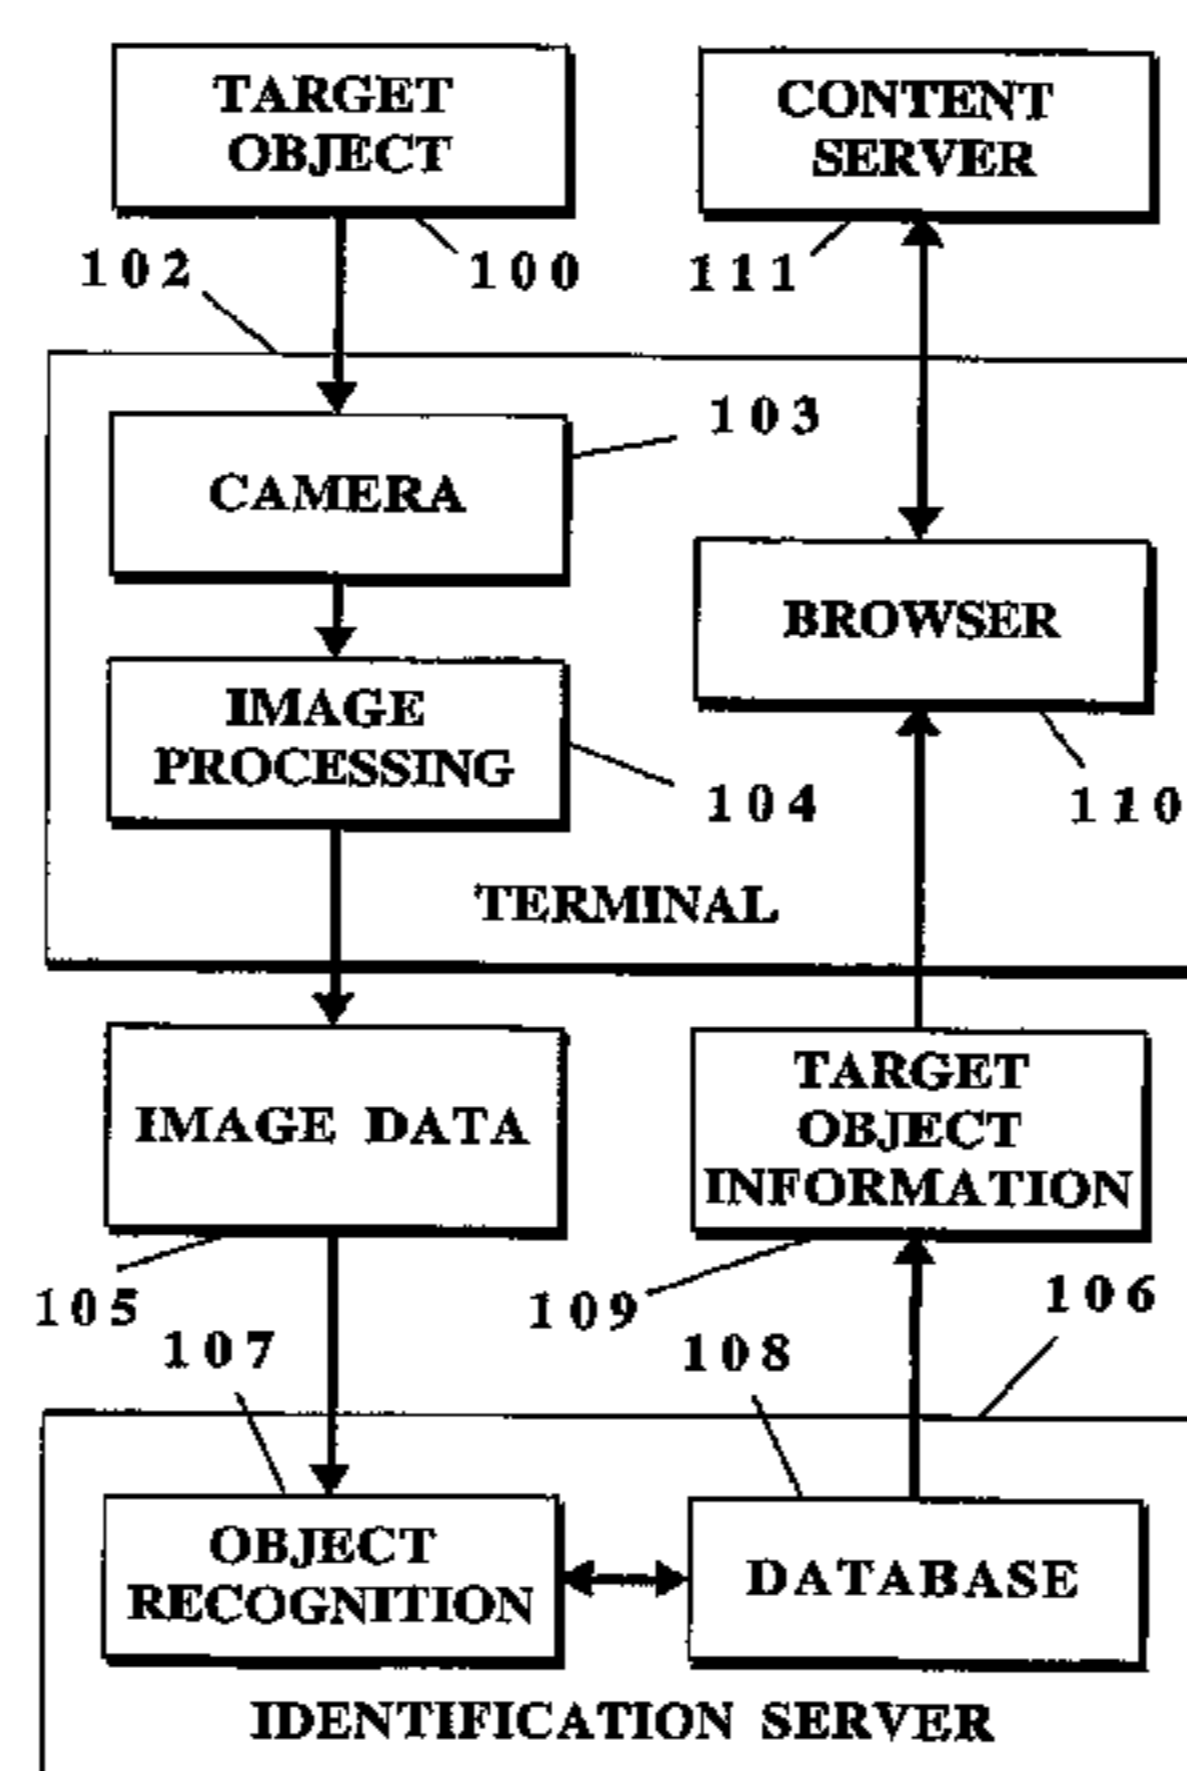 TARGET
OBJECT
CONTENT
SERVER
102
100
111
103
CAMERA
BROWSER
IMAGE
PROCESSING
104
110
TERMINAL
IMAGE DATA
TARGET
OBJECT
INFORMATION
105
109
106
107
108
OBJECT
RECOGNITION
DATABASE
IDENTIFICATION SERVER